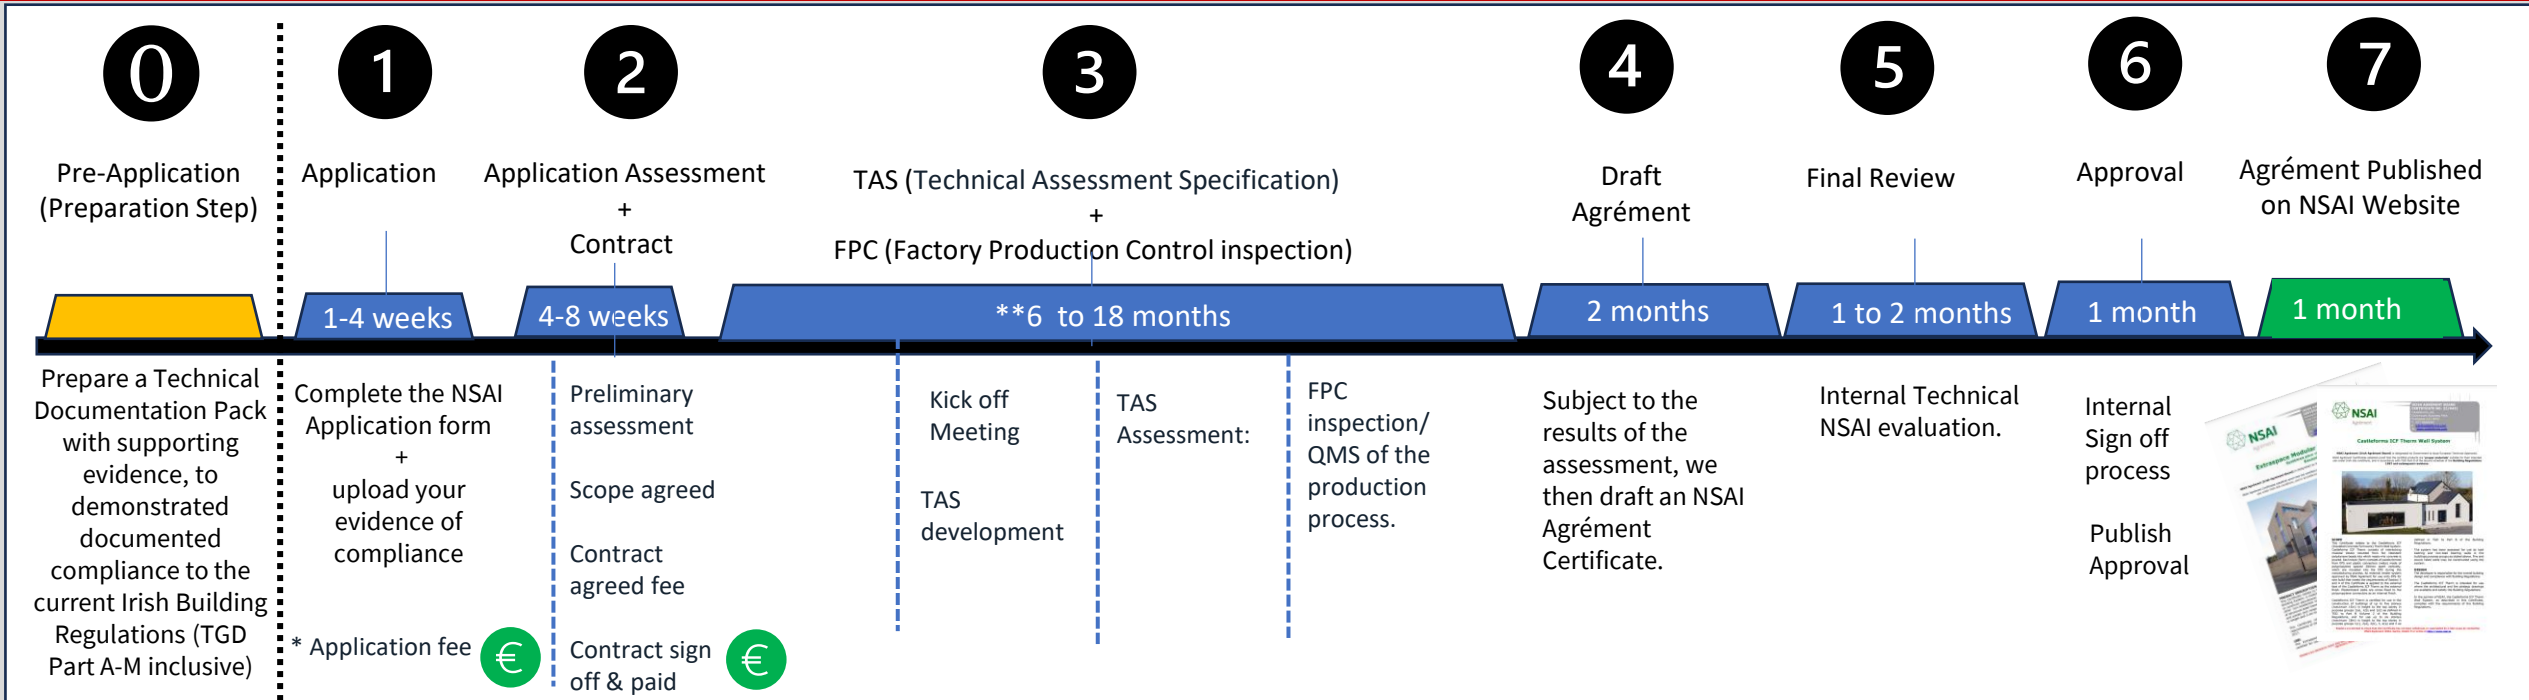 0
1
2
3
4
5
6
7
Pre-Application
(Preparation Step)
Application
Application Assessment
+
Contract
TAS (Technical Assessment Specification)
+
FPC (Factory Production Control inspection)
Draft
Agrément
Final Review
Approval
Agrément Published
on NSAI Website
1-4 weeks
4-8 weeks
**6 to 18 months
2 months
1 to 2 months
1 month
1 month
Prepare a Technical
Documentation Pack
with supporting
evidence, to
demonstrated
documented
compliance to the
current Irish Building
Regulations (TGD
Part A-M inclusive)
Complete the NSAI
Application form
+
upload your
evidence of
compliance
* Application fee
€
Preliminary
assessment
Scope agreed
Contract
agreed fee
Contract sign
off & paid
€
Kick off
Meeting
TAS
development
TAS
Assessment:
FPC
inspection/
QMS of the
production
process.
Subject to the
results of the
assessment, we
then draft an NSAI
Agrément
Certificate.
Internal Technical
NSAI evaluation.
Internal
Sign off
process
Publish
Approval
NSAI
Extraspace Modular
NSAI
Castleforms ICF Therm Wall System